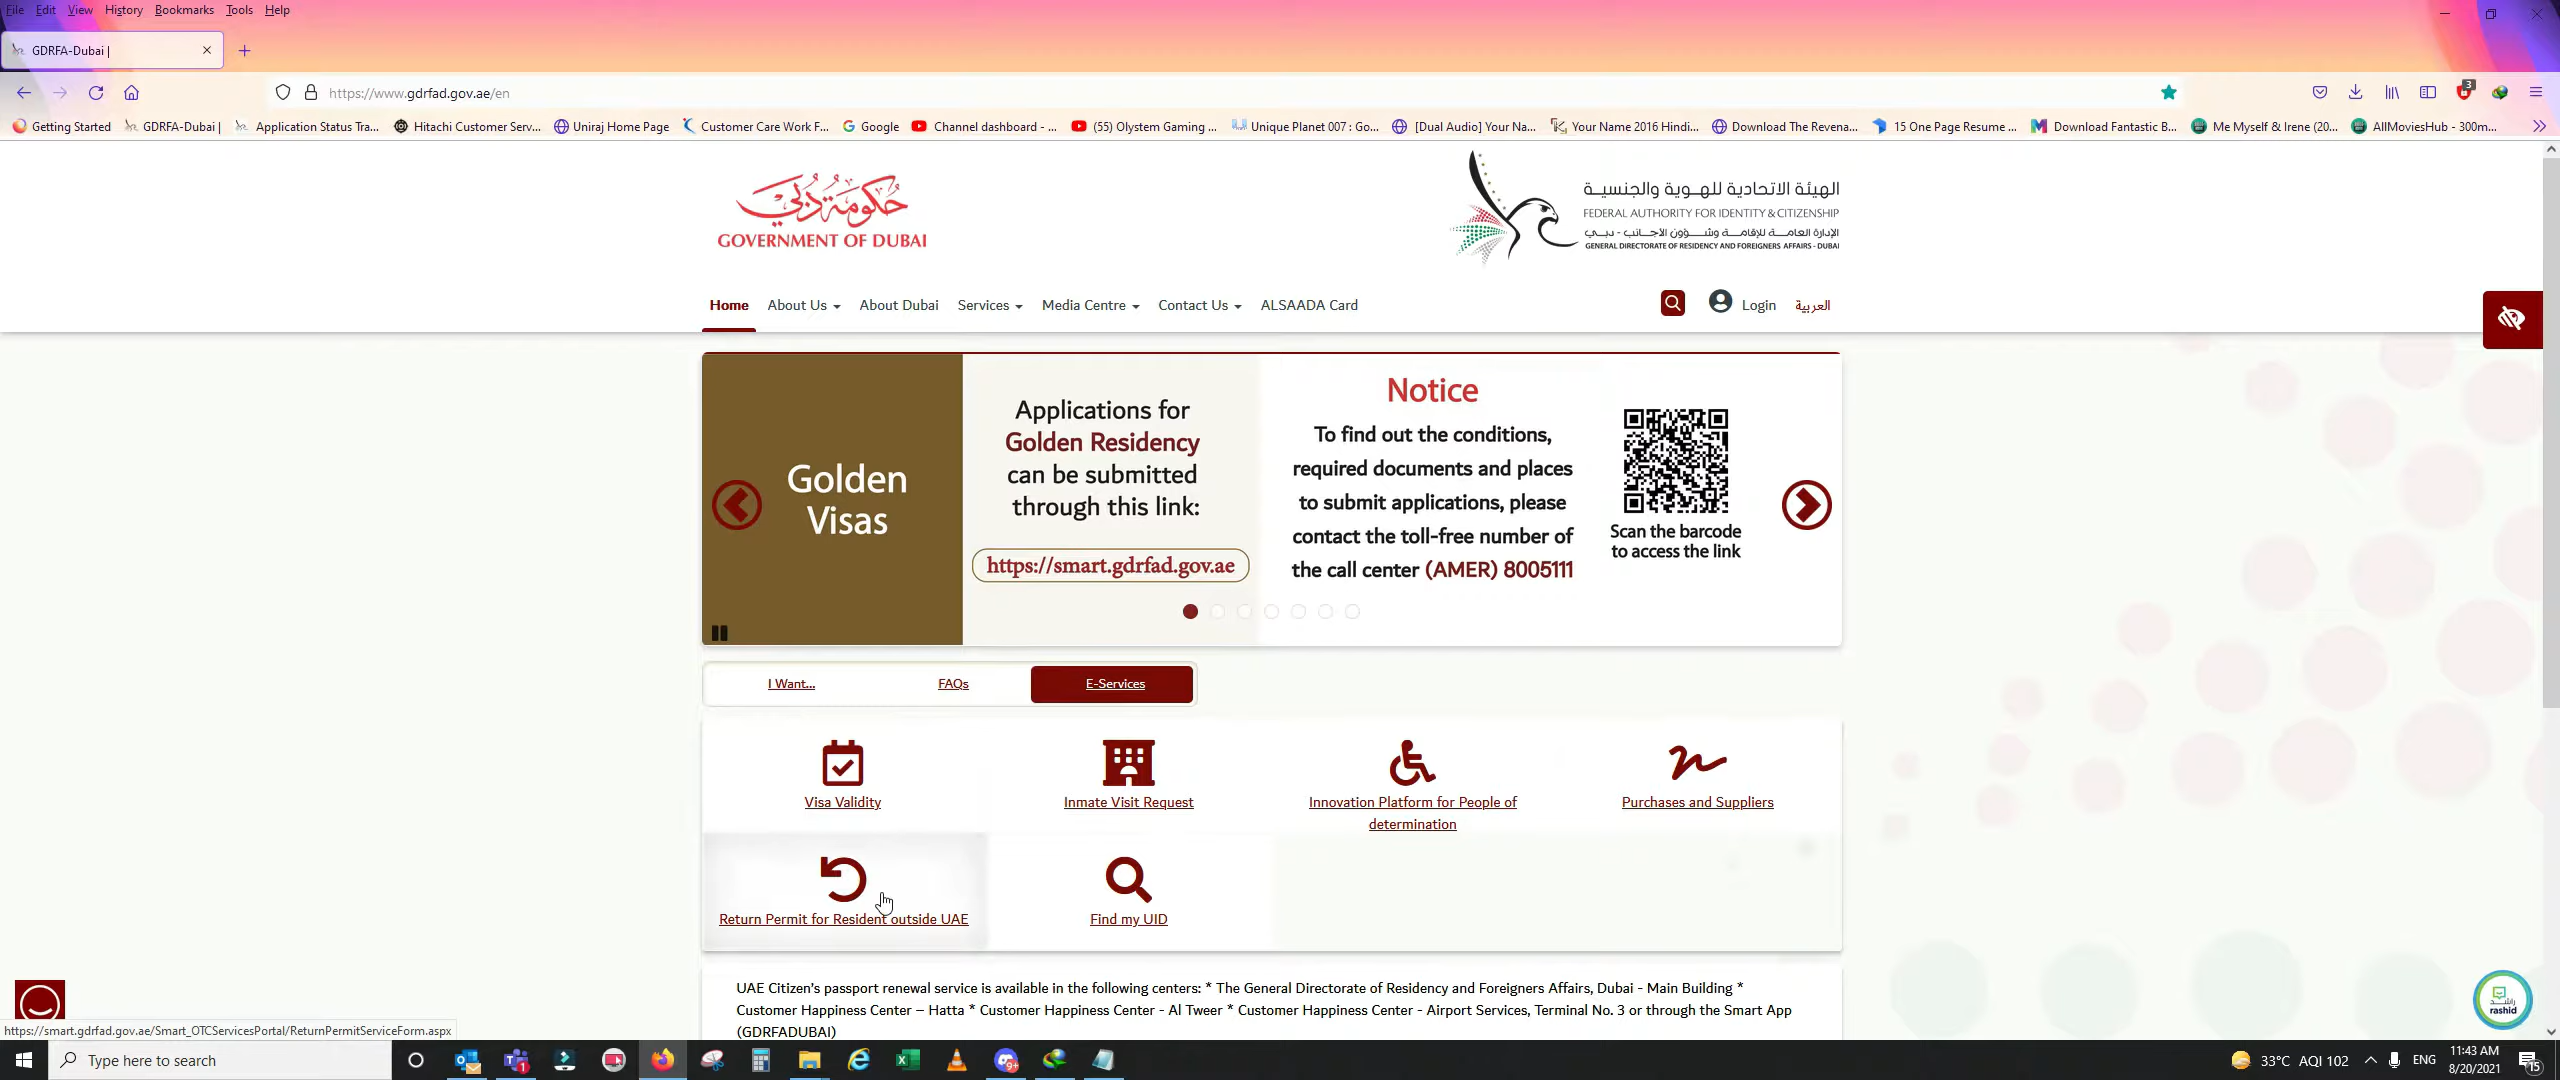 File Edit View History Bookmarks Tools Help
GDRFA-Dubai |
https://www.gdrfad.gov.ae/en
3
Getting Started GDRFA-Dubai | Application Status Tra... Hitachi Customer Serv... Uniraj Home Page Customer Care Work F... Google Channel dashboard - ... (55) Olystem Gaming ... Unique Planet 007 : Go... [Dual Audio] Your Na... Your Name 2016 Hindi... Download The Revena... 15 One Page Resume ... Download Fantastic B... Me Myself & Irene (20... AllMoviesHub - 300m...
حكومة دبي
GOVERNMENT OF DUBAI
الهيئة الاتحادية للهوية والجنسية
FEDERAL AUTHORITY FOR IDENTITY & CITIZENSHIP
الإدارة العامة للإقامة وشؤون الأجانب - دبي
GENERAL DIRECTORATE OF RESIDENCY AND FOREIGNERS AFFAIRS - DUBAI
Home About Us About Dubai Services Media Centre Contact Us ALSAADA Card Login العربية
Golden
Visas
Applications for
Golden Residency
can be submitted
through this link:
https://smart.gdrfad.gov.ae
Notice
To find out the conditions,
required documents and places
to submit applications, please
contact the toll-free number of
the call center (AMER) 8005111
Scan the barcode
to access the link
I Want... FAQs E-Services
Visa Validity
Inmate Visit Request
Innovation Platform for People of
determination
Purchases and Suppliers
Return Permit for Resident outside UAE
Find my UID
UAE Citizen's passport renewal service is available in the following centers: * The General Directorate of Residency and Foreigners Affairs, Dubai - Main Building *
Customer Happiness Center – Hatta * Customer Happiness Center - Al Tweer * Customer Happiness Center - Airport Services, Terminal No. 3 or through the Smart App
(GDRFADUBAI)
راشد
rashid
https://smart.gdrfad.gov.ae/Smart_OTCServicesPortal/ReturnPermitServiceForm.aspx
Type here to search
1
9+
33°C AQI 102
ENG
11:43 AM
8/20/2021
15